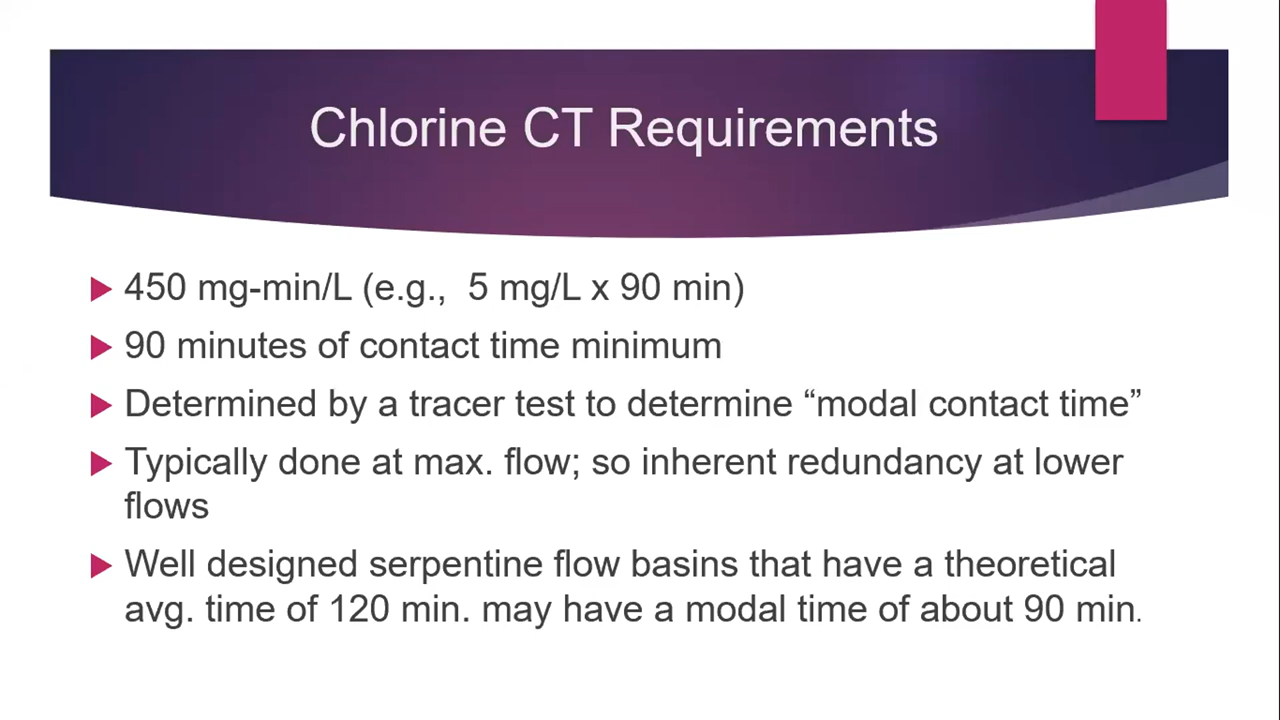 Chlorine CT Requirements
450 mg-min/L (e.g.,  5 mg/L x 90 min)
90 minutes of contact time minimum
Determined by a tracer test to determine “modal contact time”
Typically done at max. flow; so inherent redundancy at lower
flows
Well designed serpentine flow basins that have a theoretical
avg. time of 120 min. may have a modal time of about 90 min.